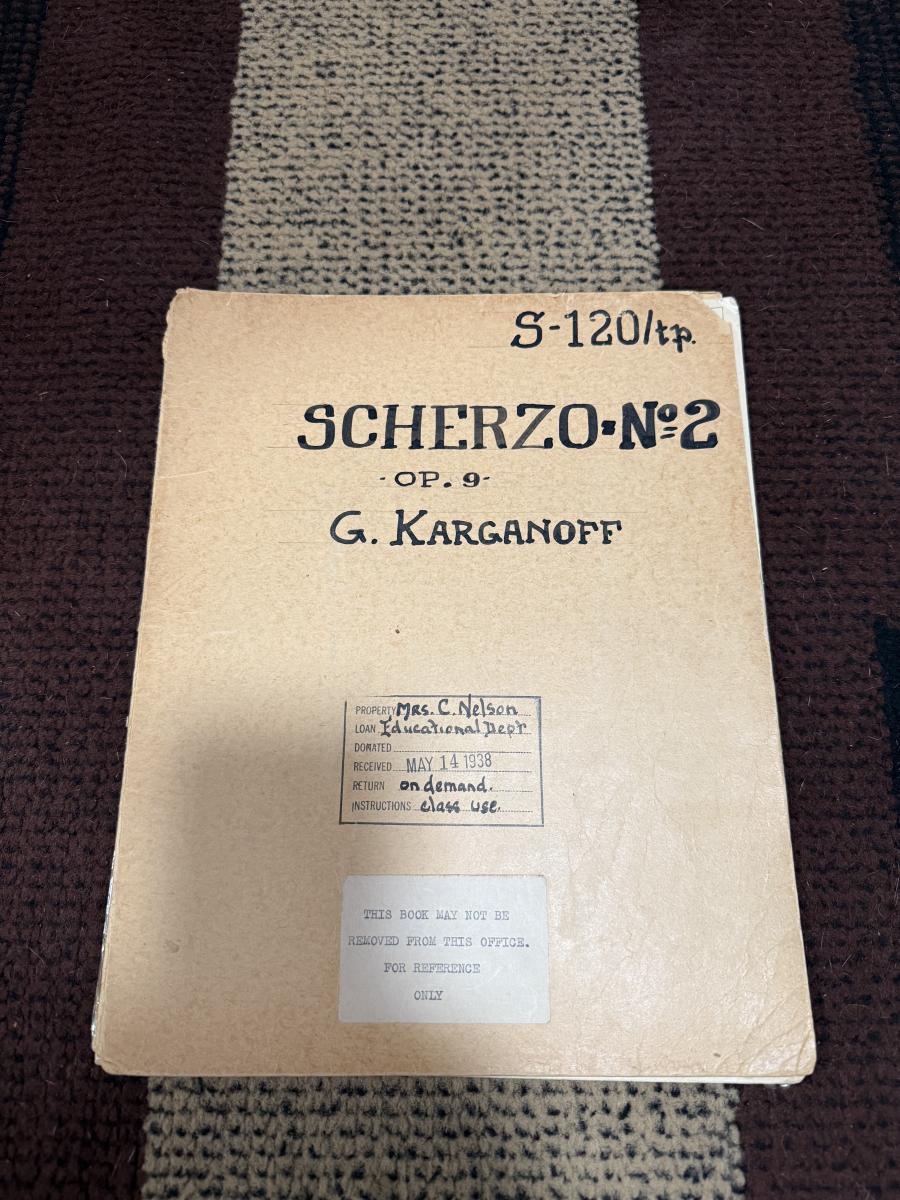 S-120/tp.
SCHERZO·Nº2
·OP. 9·
G. KARGANOFF
PROPERTY Mrs. C. Nelson
LOAN Educational Dept
DONATED
RECEIVED MAY 14 1938
RETURN on demand.
INSTRUCTIONS class use.
THIS BOOK MAY NOT BE
REMOVED FROM THIS OFFICE.
FOR REFERENCE
ONLY